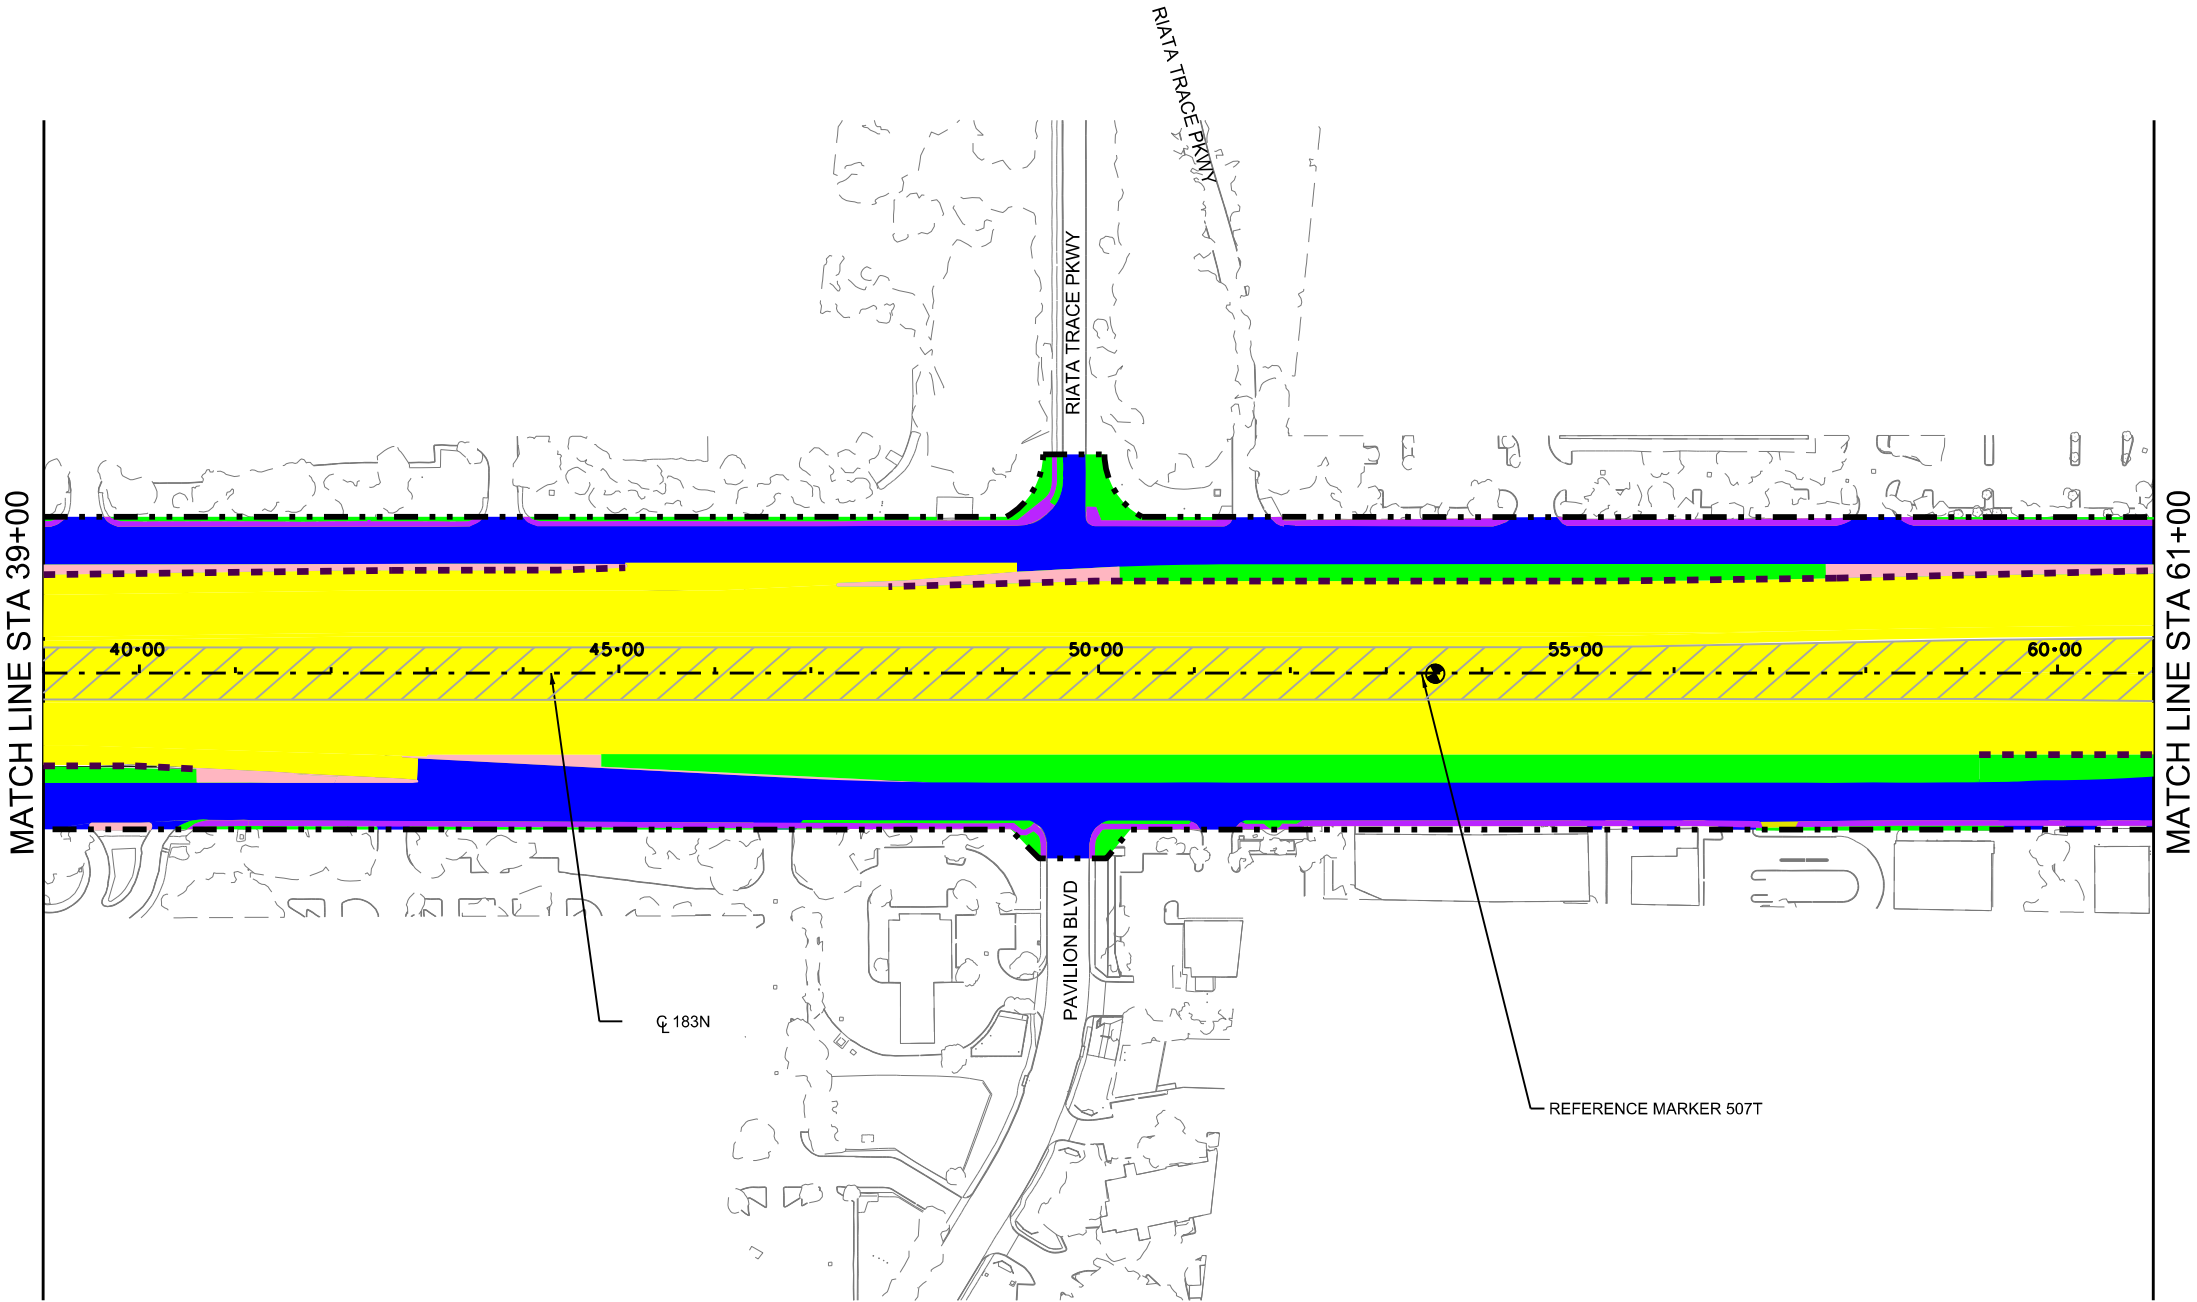 RIATA TRACE PKWY
RIATA TRACE PKWY
MATCH LINE STA 39+00
MATCH LINE STA 61+00
40+00
45+00
50+00
55+00
60+00
PAVILION BLVD
℄ 183N
REFERENCE MARKER 507T